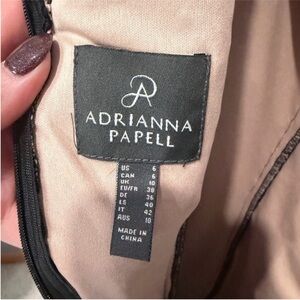 ADRIANNA
PAPELL
US 6
CAN 6
UK 10
EU/FR 38
DE 36
ES 40
IT 42
AUS 10
MADE IN
CHINA